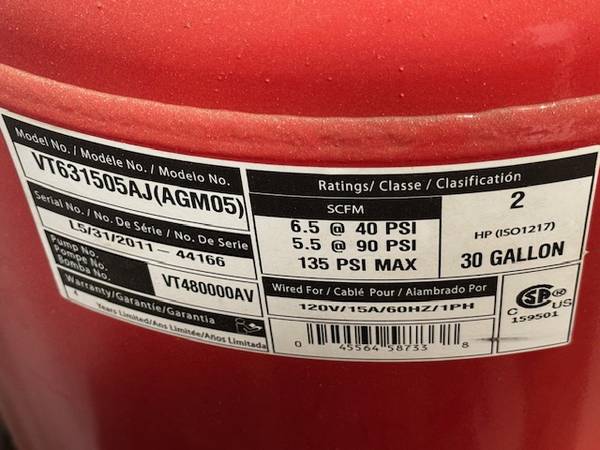 Model No. / Modéle No. / Modelo No.
VT631505AJ(AGM05)
Serial No. / No. De Série / No. De Serie
L5/31/2011 – 44166
Pump No.
Pompe No.
Bomba No.
VT480000AV
Warranty/Garantie/Garantia
Years Limited/Ans Limitée/Años Limitada
Ratings/ Classe / Clasificatión
SCFM
6.5 @ 40 PSI
5.5 @ 90 PSI
135 PSI MAX
2
HP (ISO1217)
30 GALLON
Wired For / Cablé Pour / Alambrado Por
120V/15A/60HZ/1PH
0 45564 58733 8
C US
159501